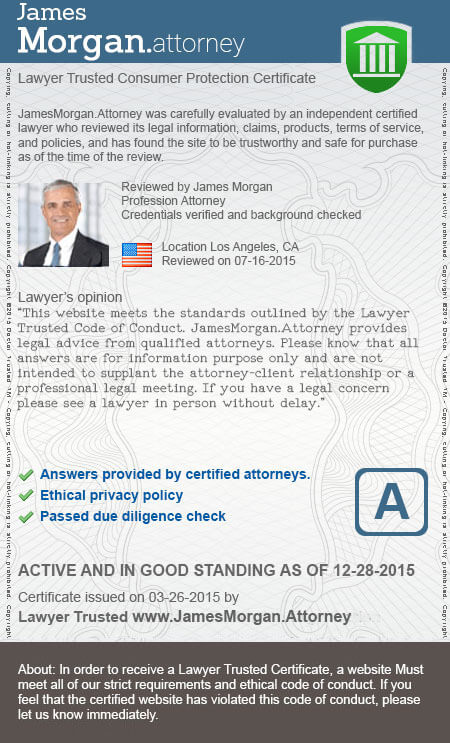 James
Morgan.attorney
Lawyer Trusted Consumer Protection Certificate
JamesMorgan.Attorney was carefully evaluated by an independent certified
lawyer who reviewed its legal information, claims, products, terms of service,
and policies, and has found the site to be trustworthy and safe for purchase
as of the time of the review.
Reviewed by James Morgan
Profession Attorney
Credentials verified and background checked
Location Los Angeles, CA
Reviewed on 07-16-2015
Lawyer's opinion
"This website meets the standards outlined by the Lawyer
Trusted Code of Conduct. JamesMorgan.Attorney provides
legal advice from qualified attorneys. Please know that all
answers are for information purpose only and are not
intended to supplant the attorney-client relationship or a
professional legal meeting. If you have a legal concern
please see a lawyer in person without delay."
Answers provided by certified attorneys.
Ethical privacy policy
Passed due diligence check
A
ACTIVE AND IN GOOD STANDING AS OF 12-28-2015
Certificate issued on 03-26-2015 by
Lawyer Trusted www.JamesMorgan.Attorney
About: In order to receive a Lawyer Trusted Certificate, a website Must
meet all of our strict requirements and ethical code of conduct. If you
feel that the certified website has violated this code of conduct, please
let us know immediately.